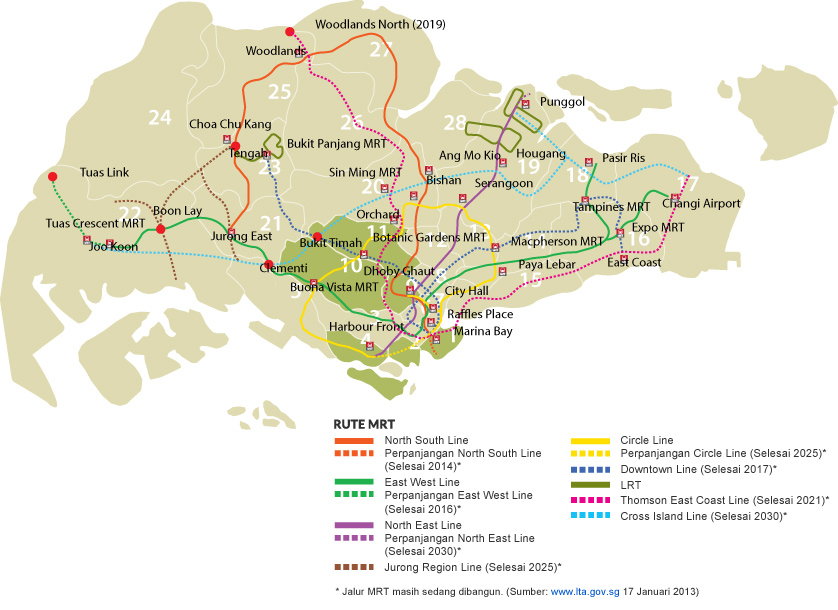 Woodlands North (2019)
Woodlands
27
25
24
26
28
Punggol
Choa Chu Kang
Tengah
Bukit Panjang MRT
23
Ang Mo Kio
Hougang
19
Pasir Ris
18
Tuas Link
Sin Ming MRT
20
Bishan
Serangoon
17
Changi Airport
22
Boon Lay
Tuas Crescent MRT
Joo Koon
21
Jurong East
Orchard
11
12
Tampines MRT
Expo MRT
16
Bukit Timah
Botanic Gardens MRT
Macpherson MRT
Clementi
10
Dhoby Ghaut
Paya Lebar
East Coast
15
5
Buona Vista MRT
City Hall
3
Raffles Place
Harbour Front
4
2
1
Marina Bay
RUTE MRT
North South Line
Perpanjangan North South Line
(Selesai 2014)*
East West Line
Perpanjangan East West Line
(Selesai 2016)*
North East Line
Perpanjangan North East Line
(Selesai 2030)*
Jurong Region Line (Selesai 2025)*
Circle Line
Perpanjangan Circle Line (Selesai 2025)*
Downtown Line (Selesai 2017)*
LRT
Thomson East Coast Line (Selesai 2021)*
Cross Island Line (Selesai 2030)*
* Jalur MRT masih sedang dibangun. (Sumber: www.lta.gov.sg 17 Januari 2013)